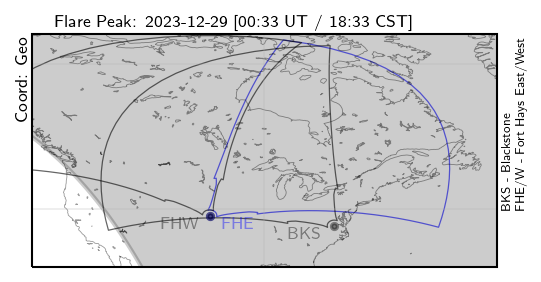 Flare Peak: 2023-12-29 [00:33 UT / 18:33 CST]
Coord: Geo
FHW
FHE
BKS
BKS - Blackstone
FHE/W - Fort Hays East/West